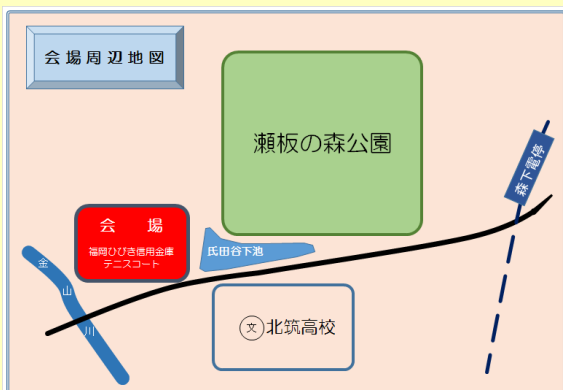 会場周辺地図
瀬板の森公園
森下電停
会場
福岡ひびき信用金庫
テニスコート
氏田谷下池
金山川
文北筑高校